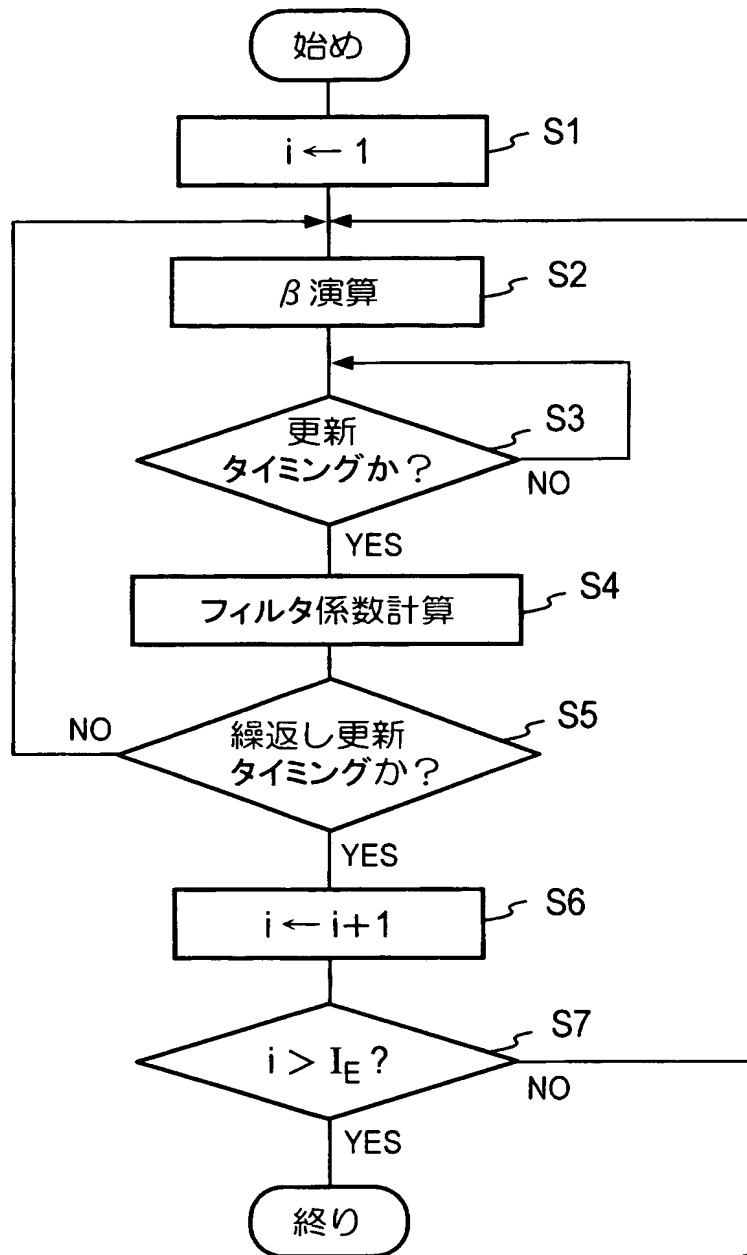 始め
i ← 1
S1
β演算
S2
更新
タイミングか？
S3
NO
YES
フィルタ係数計算
S4
繰返し更新
タイミングか？
S5
NO
YES
i ← i+1
S6
i > I_E ?
S7
NO
YES
終り